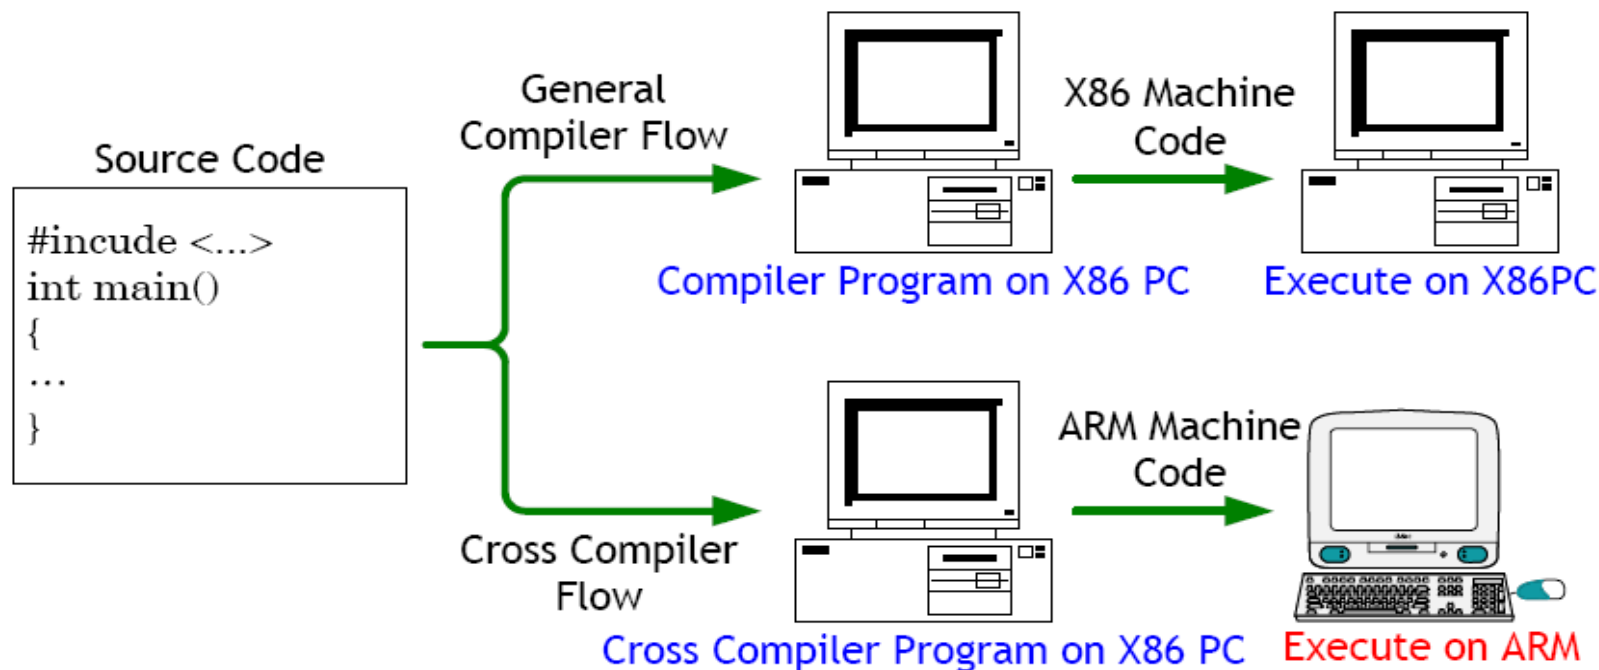 Source Code
#incude <...>
int main()
{
...
}
General
Compiler Flow
X86 Machine
Code
Compiler Program on X86 PC
Execute on X86PC
Cross Compiler
Flow
ARM Machine
Code
Cross Compiler Program on X86 PC
Execute on ARM